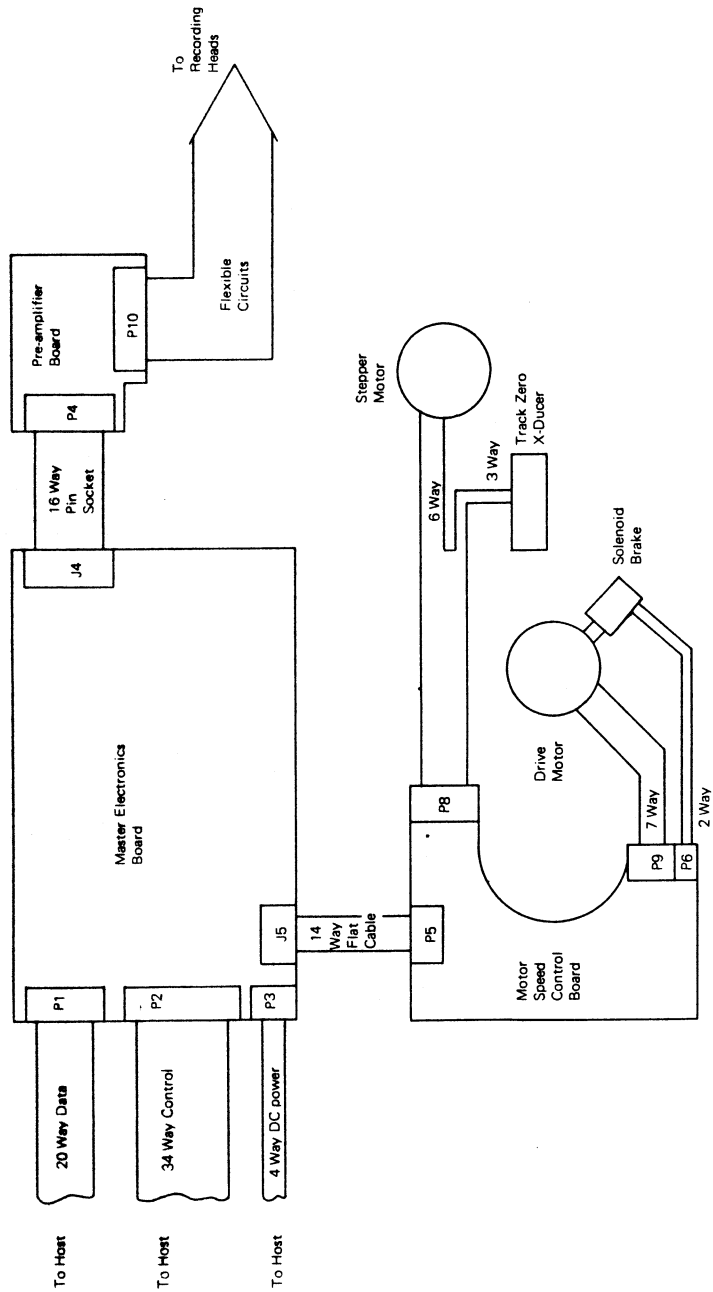 To Host
20 Way Data
P1
To Host
34 Way Control
P2
To Host
4 Way DC power
P3
Master Electronics
Board
J4
16 Way
Pin
Socket
P4
Pre-amplifier
Board
P10
Flexible
Circuits
To
Recording
Heads
J5
14
Way
Flat
Cable
P5
Motor
Speed
Control
Board
P8
6 Way
Stepper
Motor
3 Way
Track Zero
X-Ducer
Drive
Motor
Solenoid
Brake
P9
7 Way
P6
2 Way